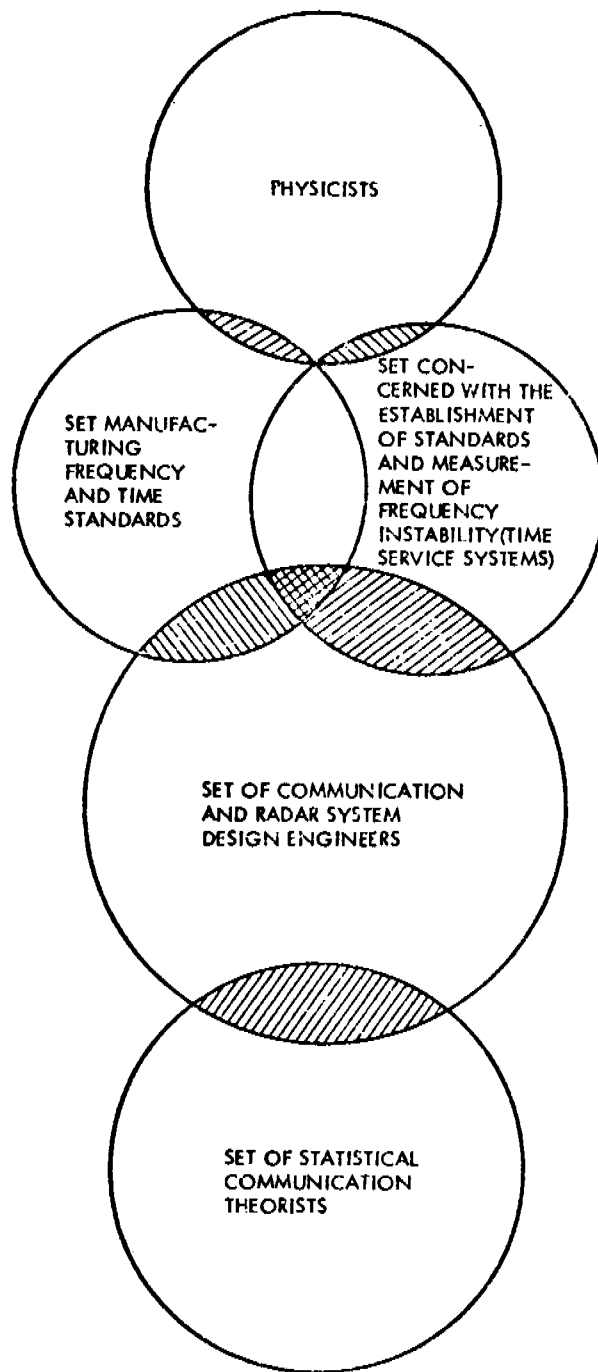 PHYSICISTS
SET MANUFAC-
TURING
FREQUENCY
AND TIME
STANDARDS
SET CON-
CERNED WITH THE
ESTABLISHMENT
OF STANDARDS
AND MEASURE-
MENT OF
FREQUENCY
INSTABILITY(TIME
SERVICE SYSTEMS)
SET OF COMMUNICATION
AND RADAR SYSTEM
DESIGN ENGINEERS
SET OF STATISTICAL
COMMUNICATION
THEORISTS